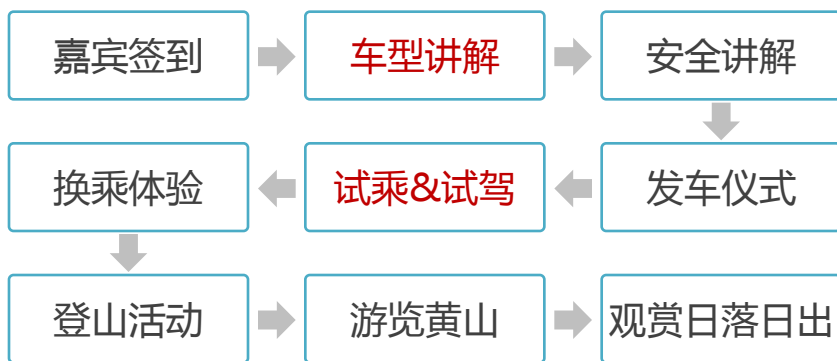 嘉宾签到
车型讲解
安全讲解
发车仪式
试乘&试驾
换乘体验
登山活动
游览黄山
观赏日落日出